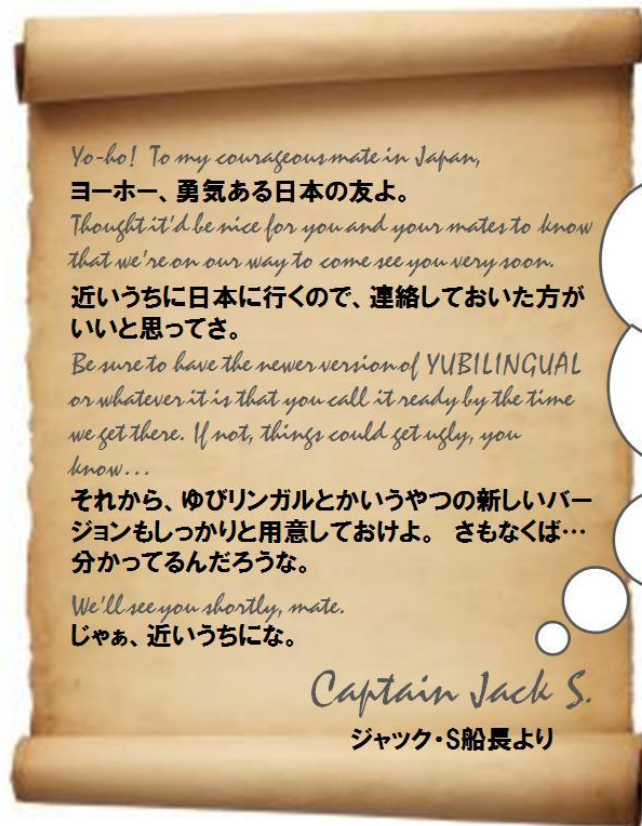 Yo-ho! To my courageous mate in Japan,
ヨーホー、勇気ある日本の友よ。
Thought it'd be nice for you and your mates to know
that we're on our way to come see you very soon.
近いうちに日本に行くので、連絡しておいた方が
いいと思ってさ。
Be sure to have the newer version of YUBILINGUAL
or whatever it is that you call it ready by the time
we get there. If not, things could get ugly, you
know...
それから、ゆびリンガルとかいうやつの新しいバー
ジョンもしっかりと用意しておけよ。 さもなくば…
分かってるんだろうな。
We'll see you shortly, mate.
じゃぁ、近いうちにな。
Captain Jack S.
ジャック・S船長より